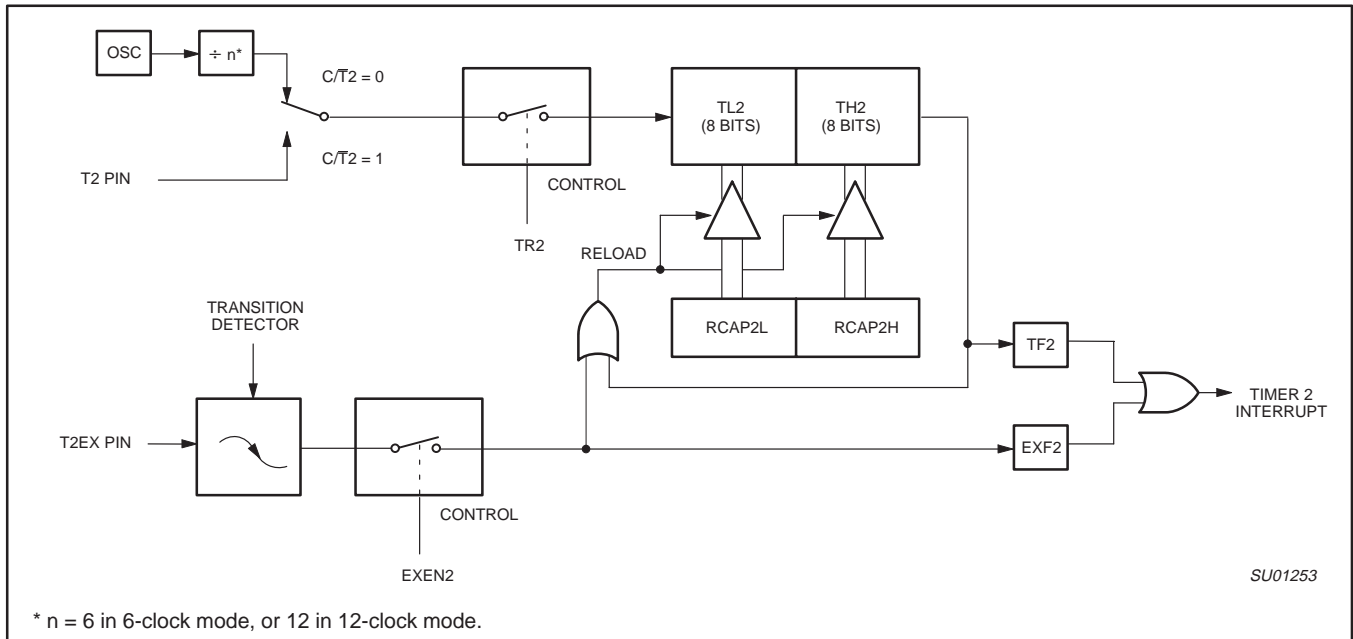 OSC
÷ n*
C/T̅2 = 0
C/T̅2 = 1
T2 PIN
CONTROL
TR2
TL2
(8 BITS)
TH2
(8 BITS)
RELOAD
RCAP2L
RCAP2H
TRANSITION
DETECTOR
T2EX PIN
CONTROL
EXEN2
TF2
EXF2
TIMER 2
INTERRUPT
SU01253
* n = 6 in 6-clock mode, or 12 in 12-clock mode.